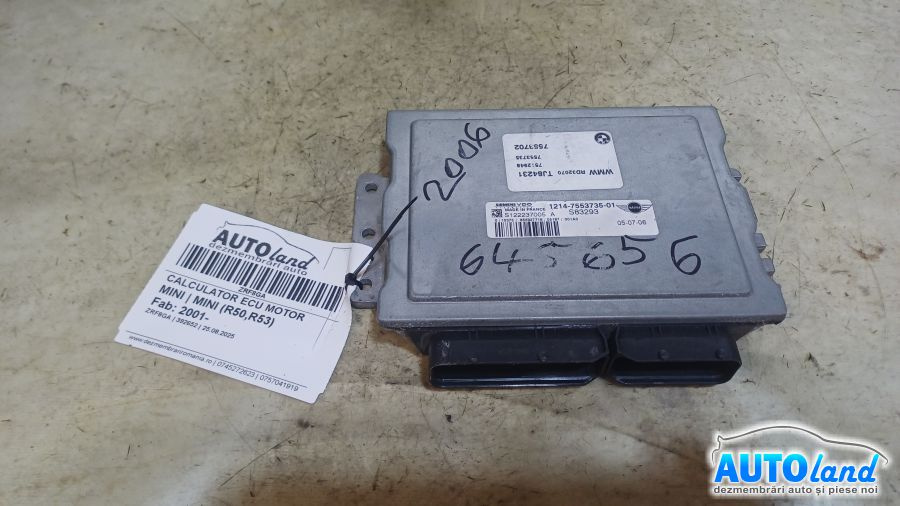 AUTOland
dezmembrări auto
ZRF8GA
CALCULATOR ECU MOTOR
MINI | MINI (R50,R53)
Fab: 2001-
ZRF8GA | 382652 | 25.08.2025
www.dezmembrariromania.ro | 0745272623 | 0757041919
2006
WMW RD32070 TJ84231
7553735
7553702
SIEMENS VDO
MADE IN FRANCE
S122237005 A
1214-7553735-01
S83293
05-07-06
MINI
645656
AUTOland
dezmembrări auto și piese noi